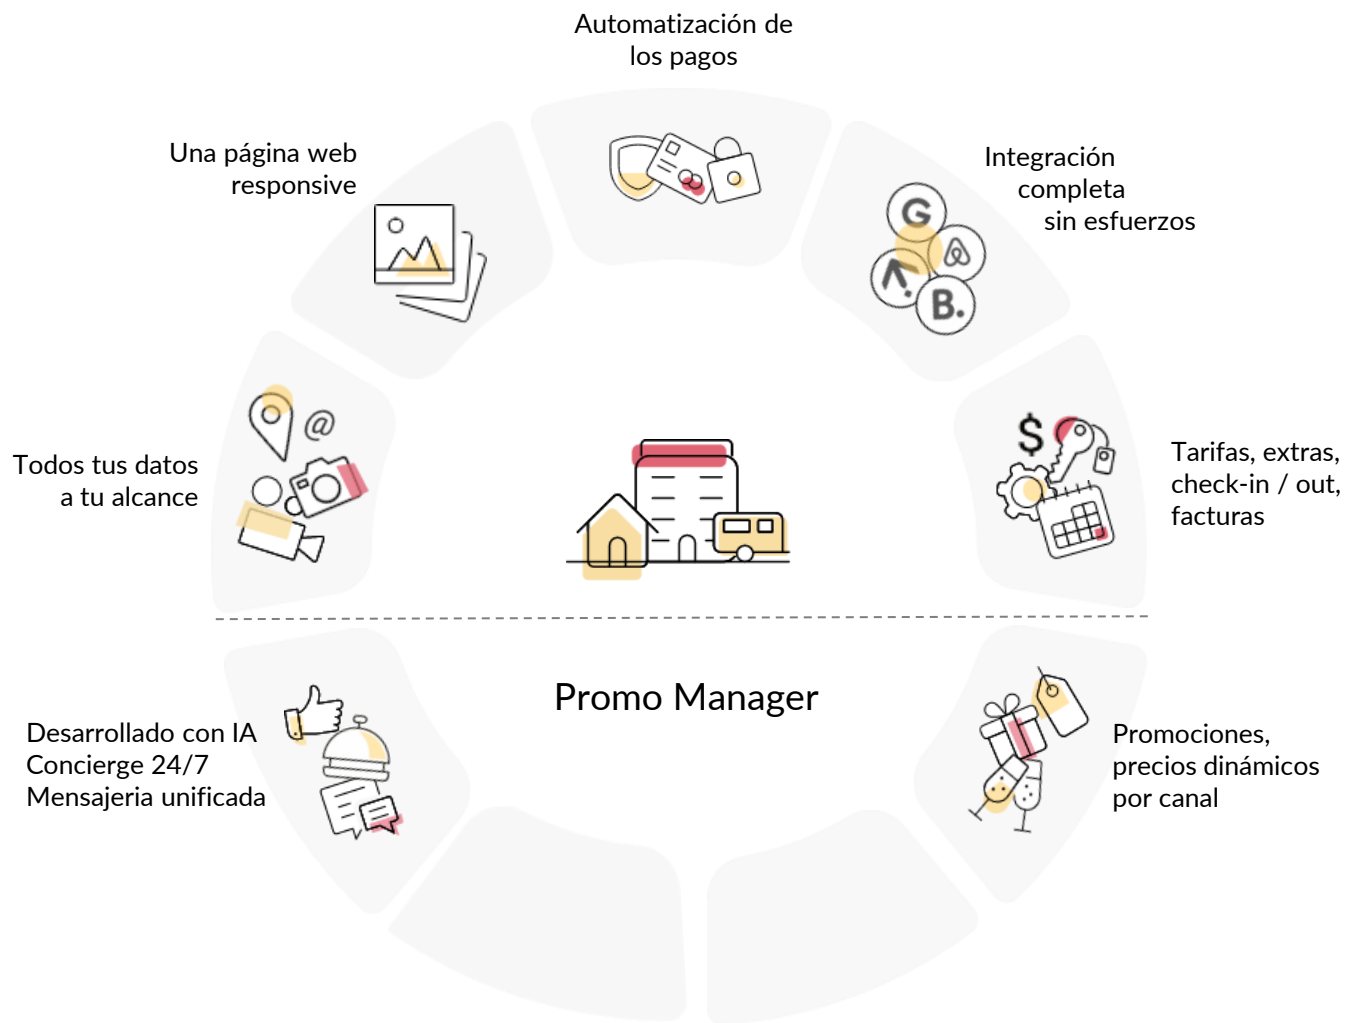 Automatización de
los pagos
Una página web
responsive
Integración
completa
sin esfuerzos
G
B.
@
$
Todos tus datos
a tu alcance
Tarifas, extras,
check-in / out,
facturas
Promo Manager
Desarrollado con IA
Concierge 24/7
Mensajeria unificada
Promociones,
precios dinámicos
por canal